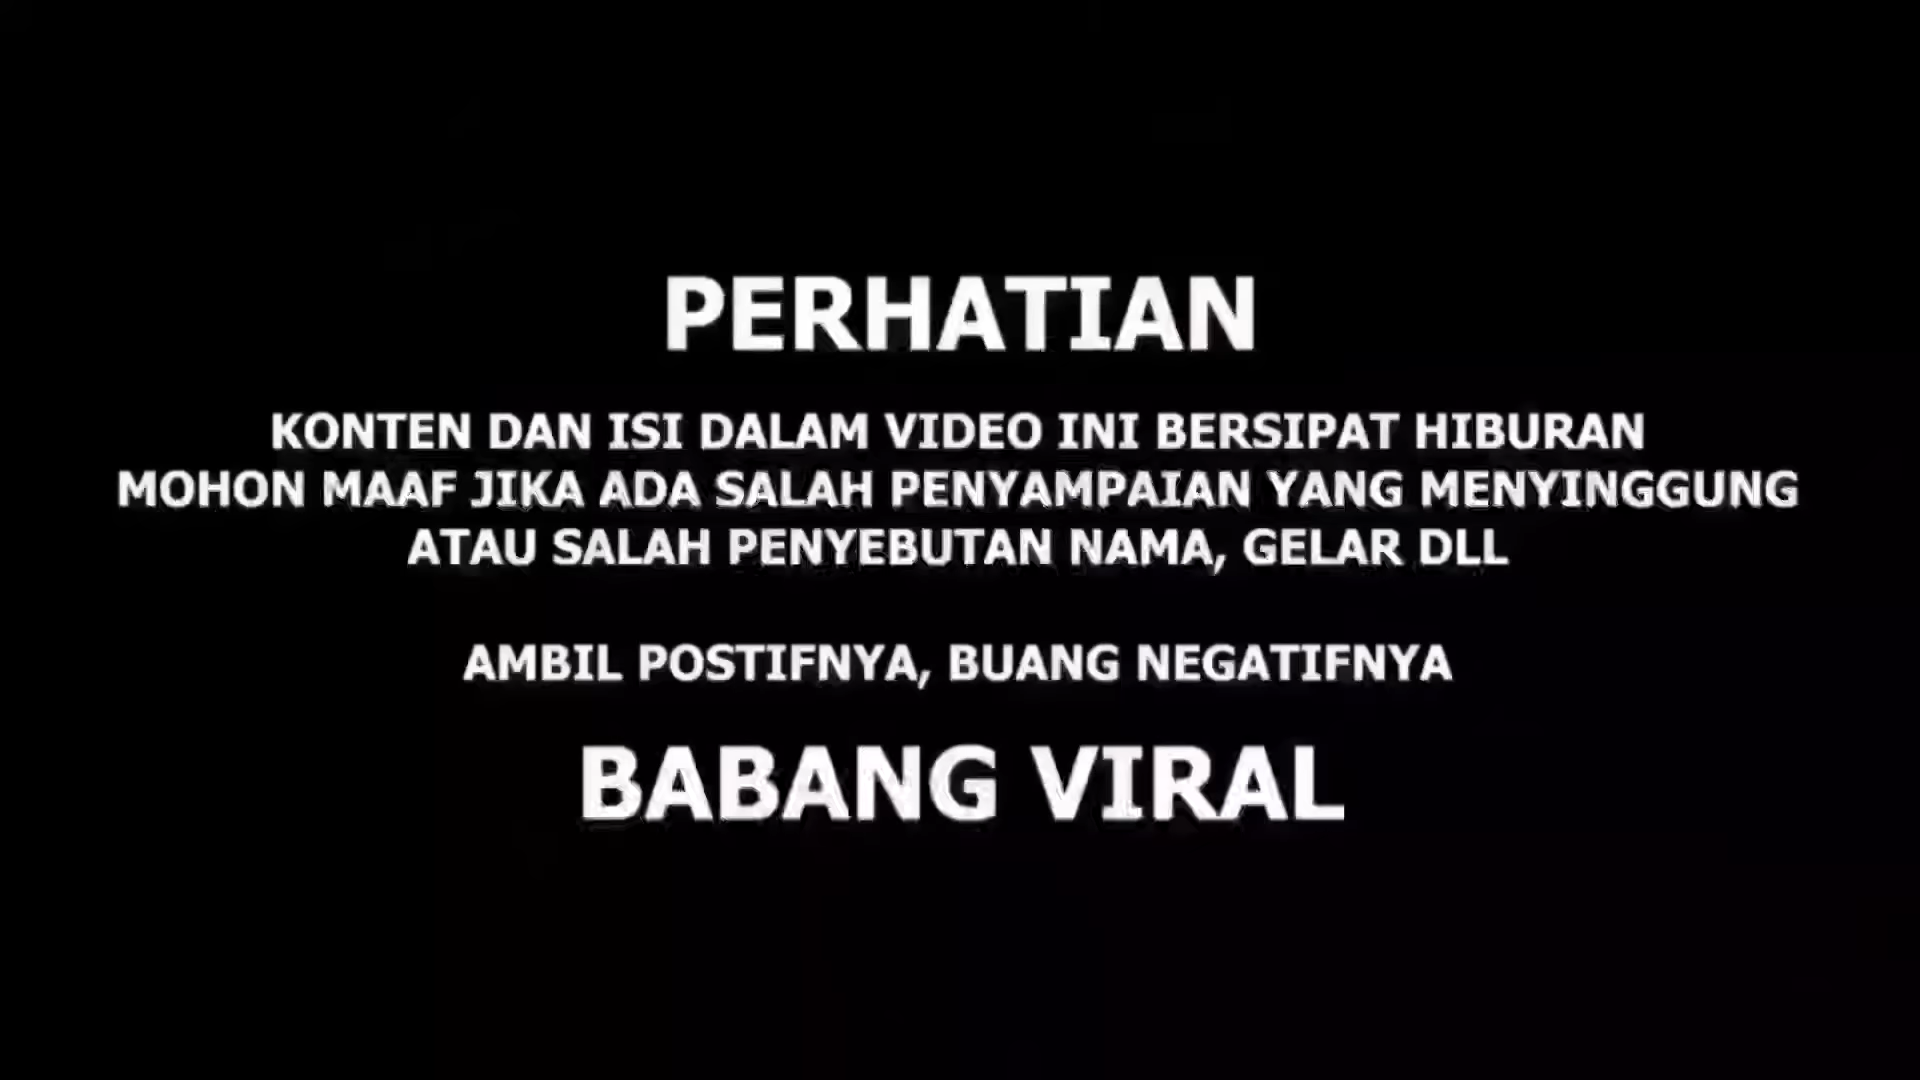 PERHATIAN
KONTEN DAN ISI DALAM VIDEO INI BERSIPAT HIBURAN
MOHON MAAF JIKA ADA SALAH PENYAMPAIAN YANG MENYINGGUNG
ATAU SALAH PENYEBUTAN NAMA, GELAR DLL
AMBIL POSTIFNYA, BUANG NEGATIFNYA
BABANG VIRAL